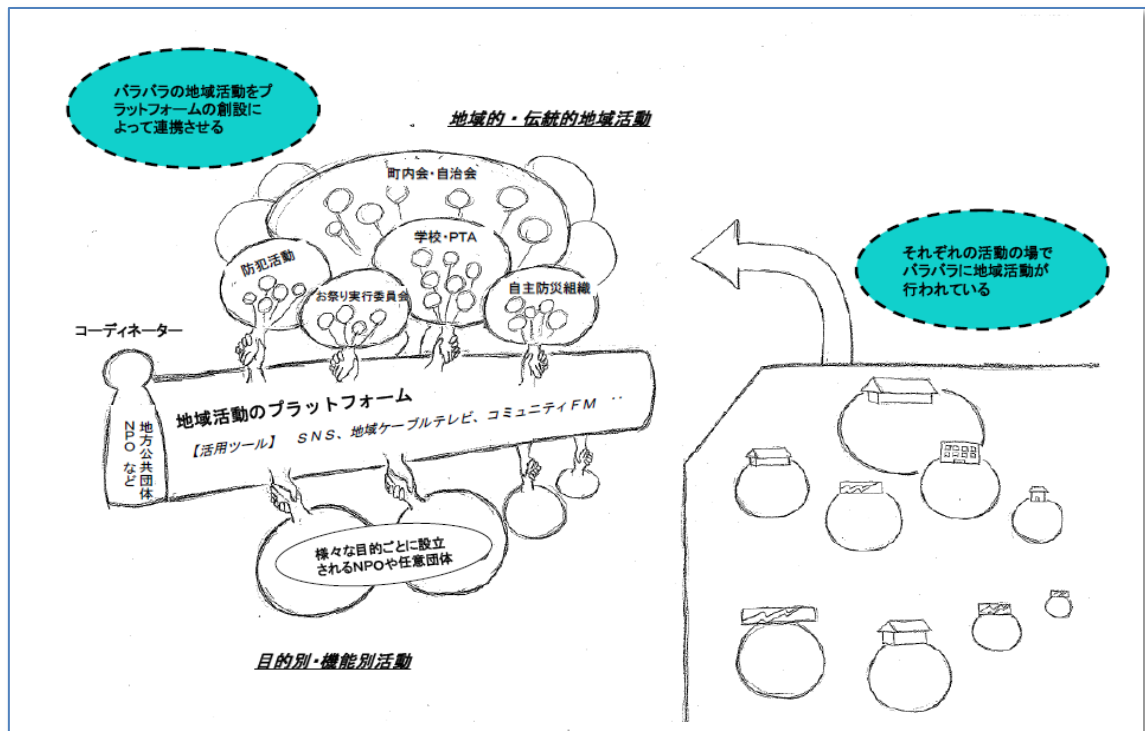 バラバラの地域活動をプ
ラットフォームの創設に
よって連携させる
地域的・伝統的地域活動
町内会・自治会
学校・PTA
防犯活動
お祭り実行委員会
自主防災組織
それぞれの活動の場で
バラバラに地域活動が
行われている
コーディネーター
地方公共団体
NPOなど
地域活動のプラットフォーム
【活用ツール】 SNS、地域ケーブルテレビ、コミュニティFM ‥
様々な目的ごとに設立
されるNPOや任意団体
目的別・機能別活動